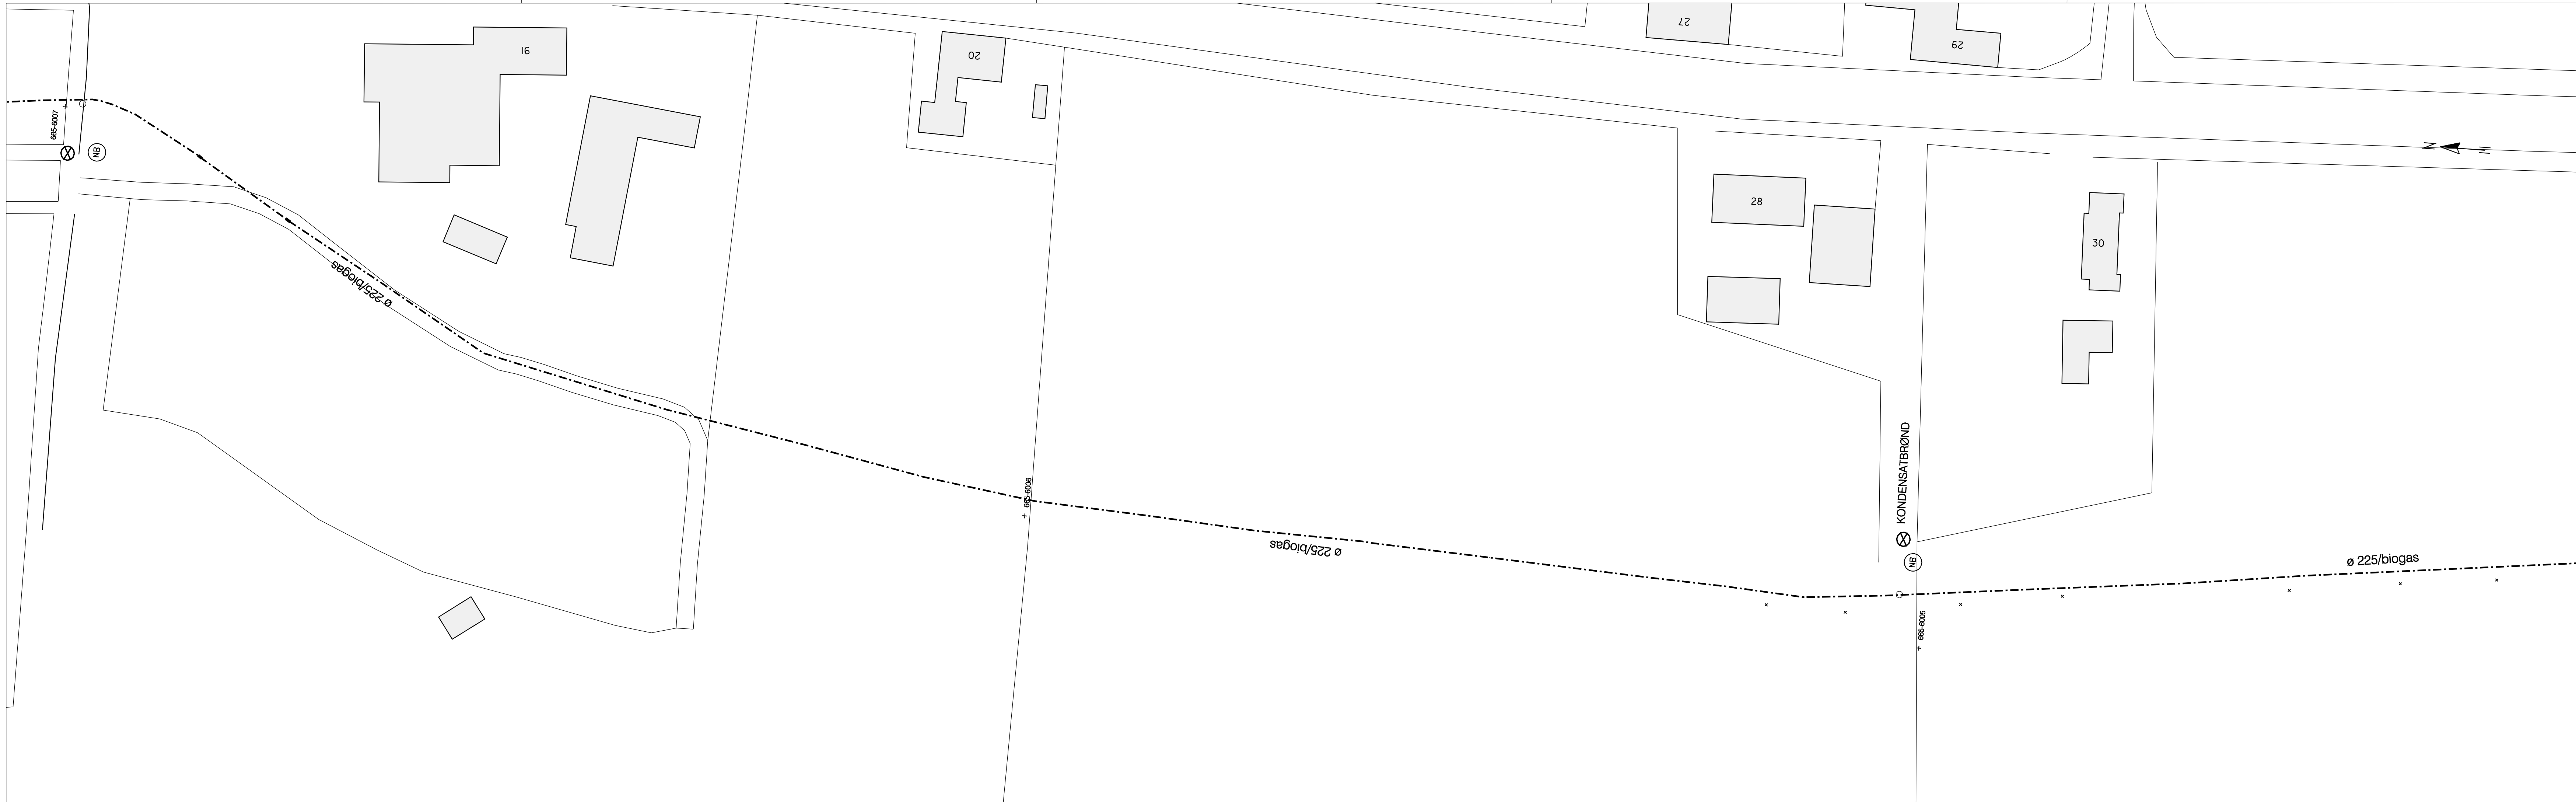 16
20
27
29
665-6007
NB
N
28
30
ø 225/biogas
665-6006
KONDENSATBRØND
ø 225/biogas
NB
ø 225/biogas
665-6005